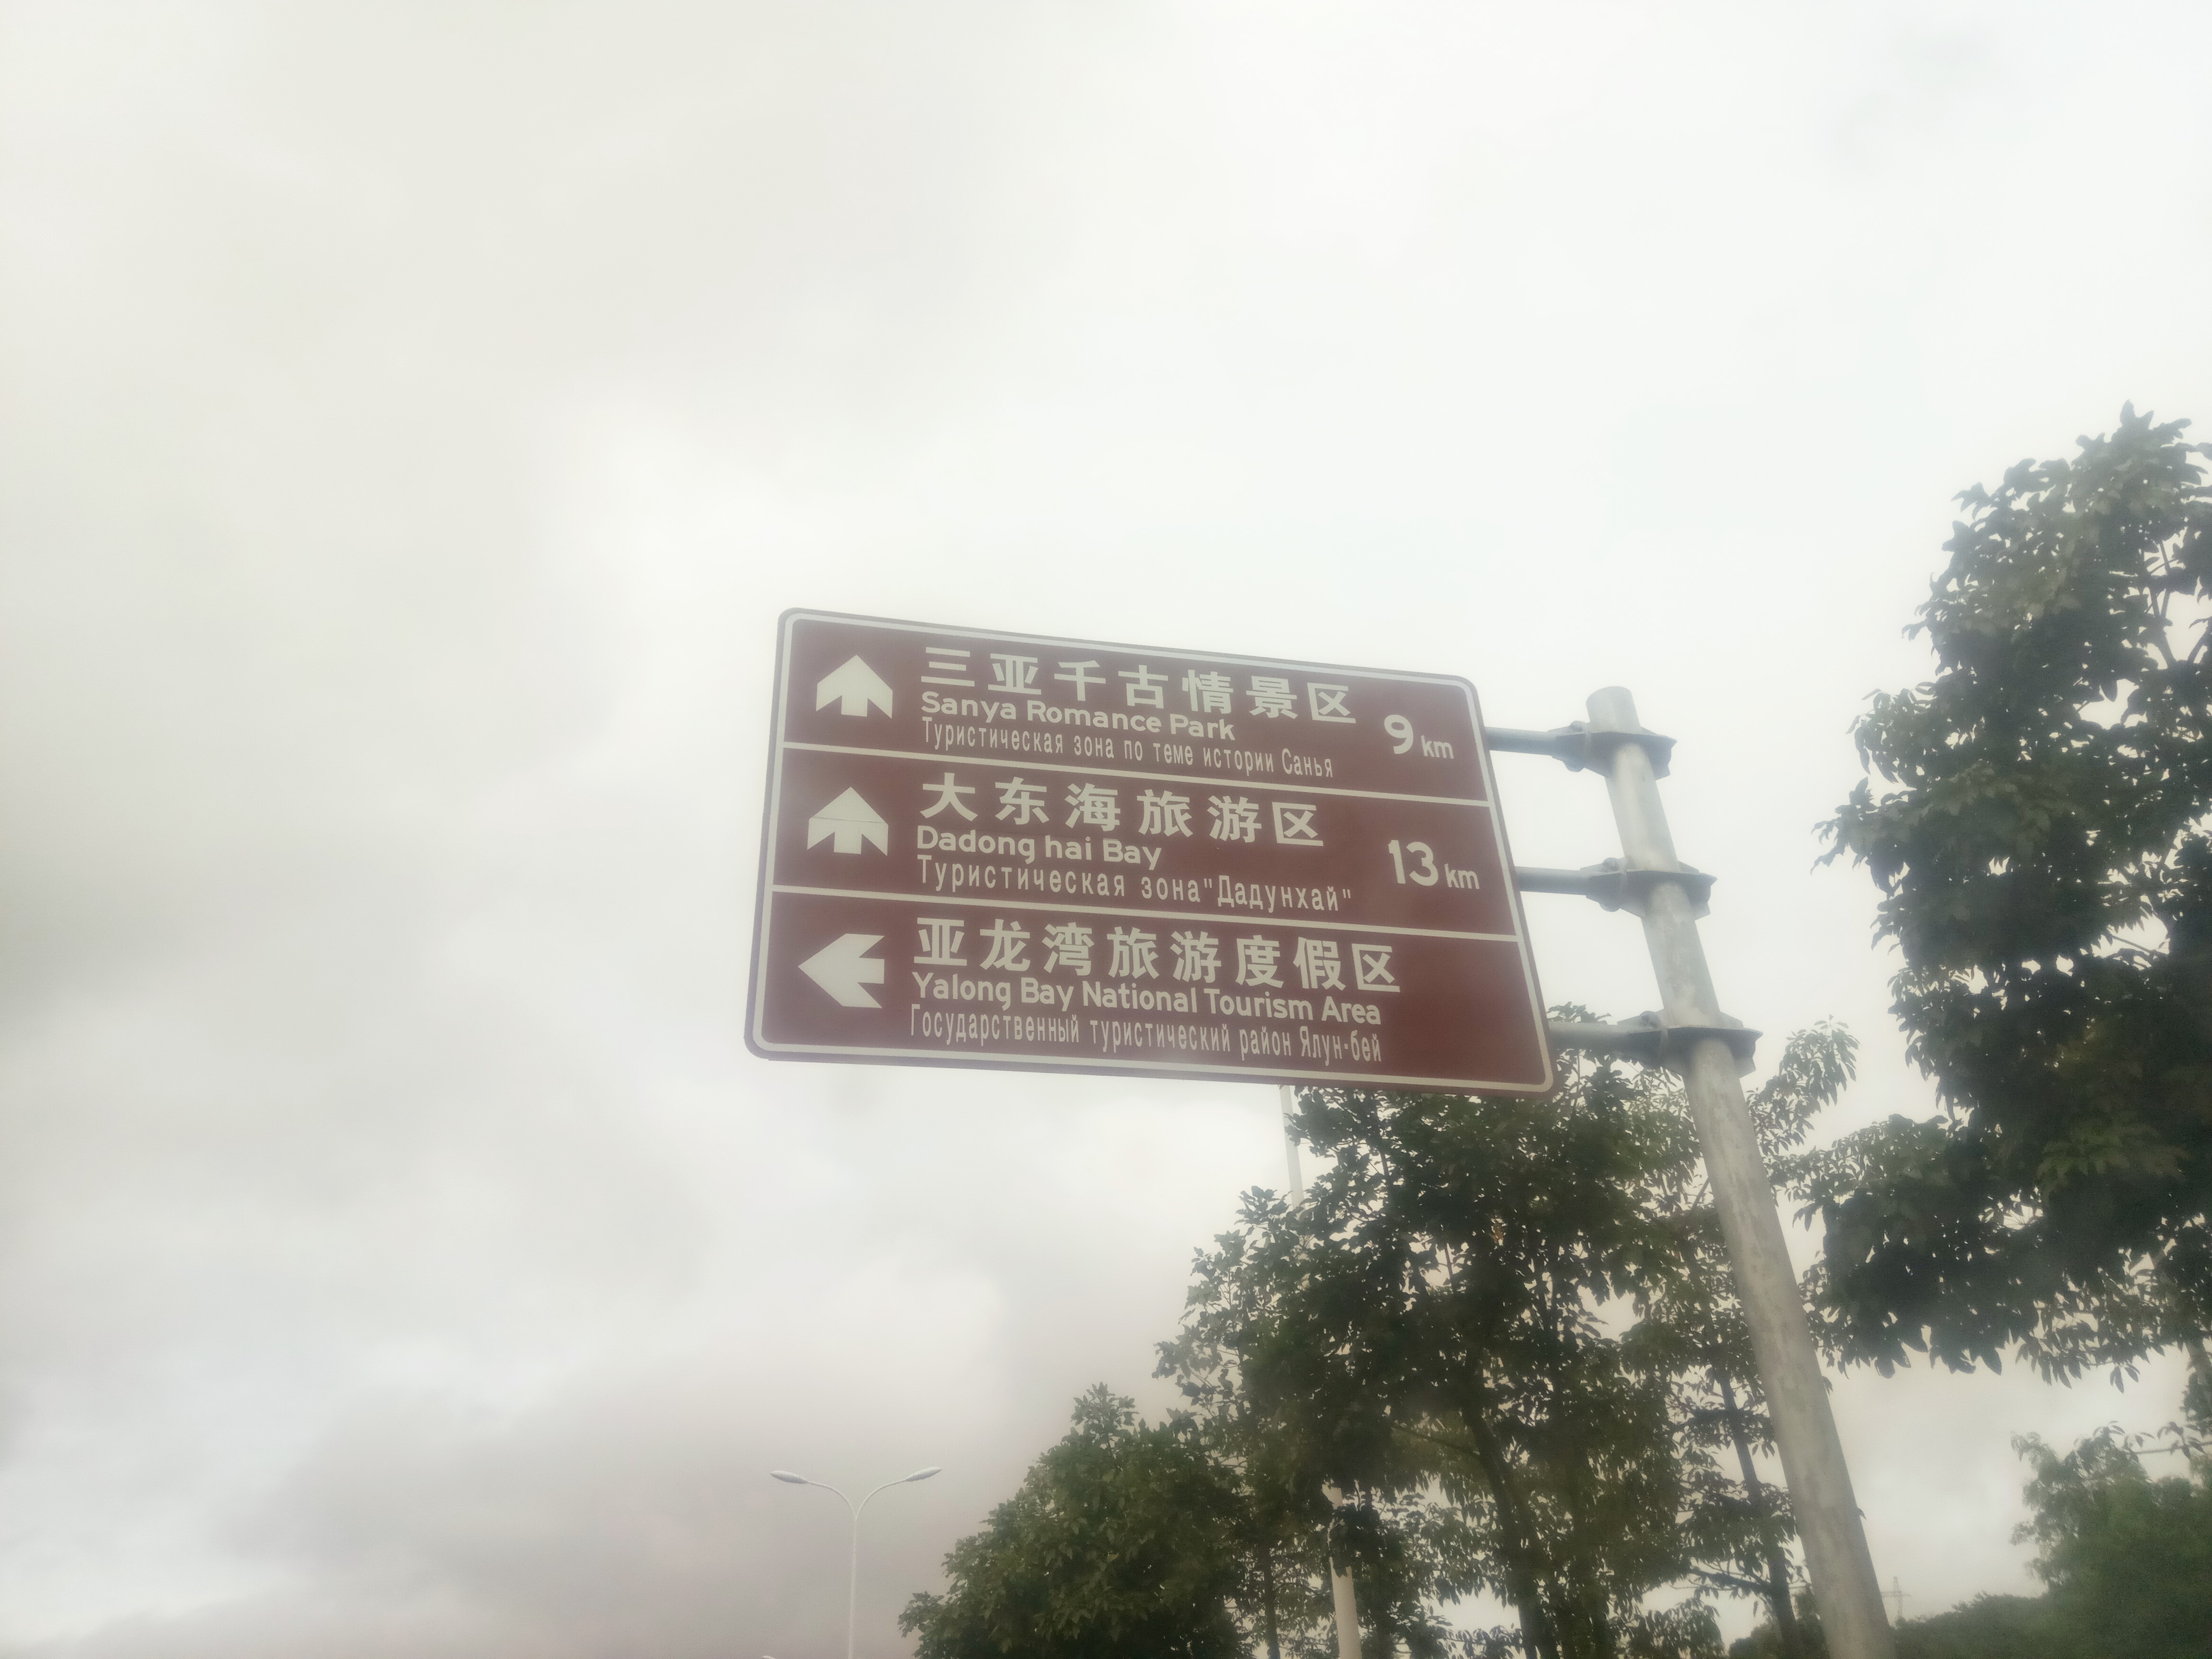 三亚千古情景区
Sanya Romance Park
Туристическая зона по теме истории Санья
9 km
大东海旅游区
Dadong hai Bay
Туристическая зона "Дадунхай"
13 km
亚龙湾旅游度假区
Yalong Bay National Tourism Area
Государственный туристический район Ялун-бей